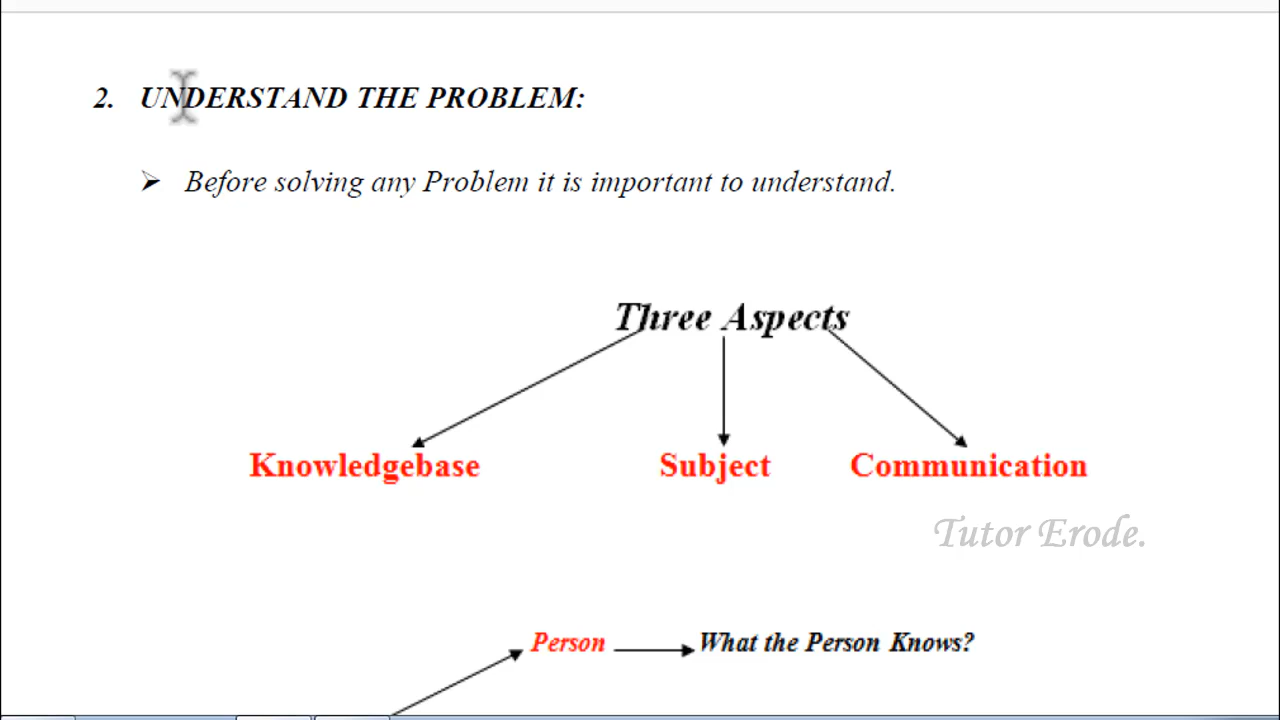 2. UNDERSTAND THE PROBLEM:
➢ Before solving any Problem it is important to understand.
Three Aspects
Knowledgebase Subject Communication
Tutor Erode.
Person What the Person Knows?